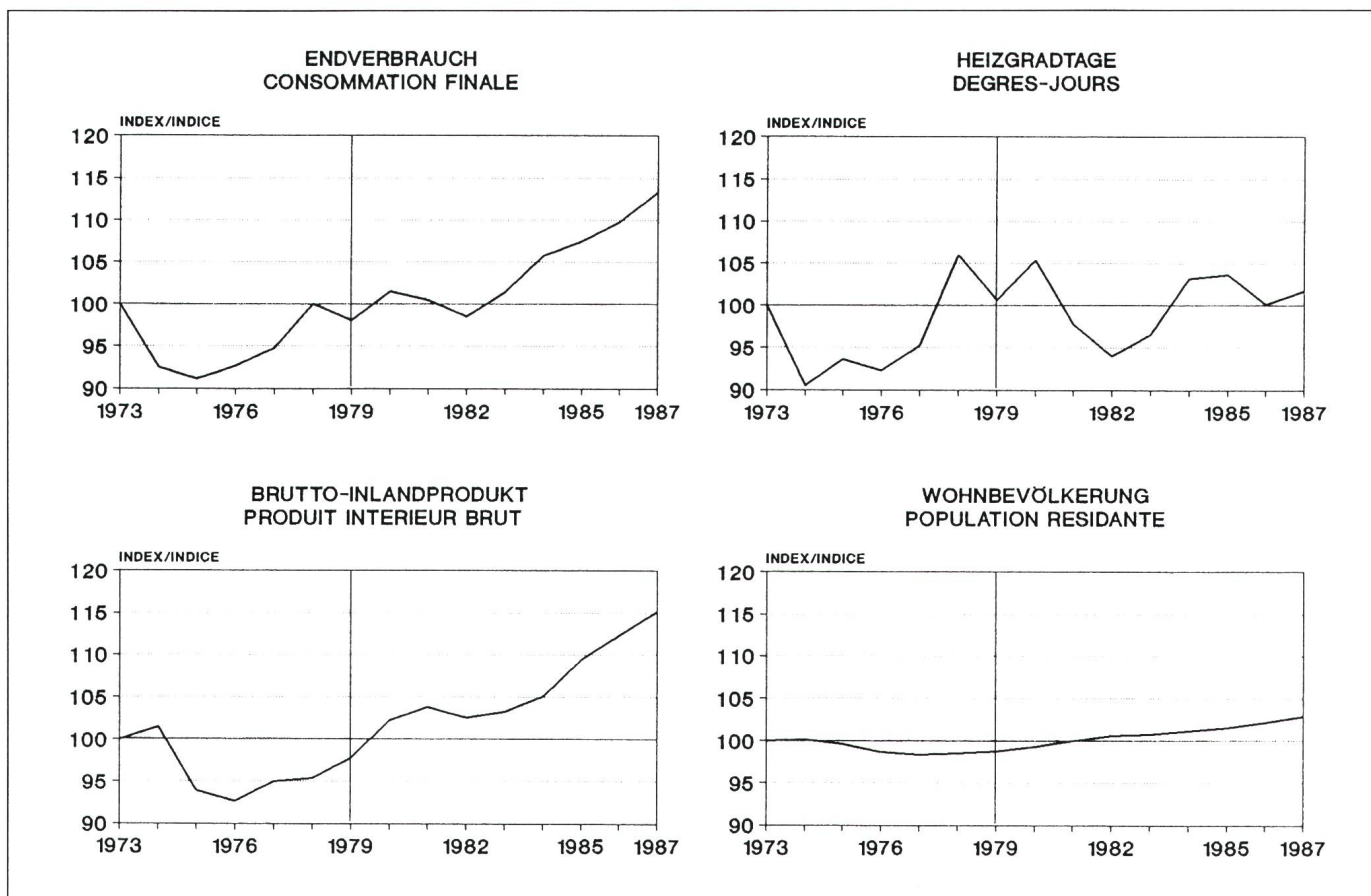 ENDVERBRAUCH
CONSOMMATION FINALE
INDEX/INDICE
120
115
110
105
100
95
90
1973 1976 1979 1982 1985 1987
HEIZGRADTAGE
DEGRES-JOURS
INDEX/INDICE
120
115
110
105
100
95
90
1973 1976 1979 1982 1985 1987
BRUTTO-INLANDPRODUKT
PRODUIT INTERIEUR BRUT
INDEX/INDICE
120
115
110
105
100
95
90
1973 1976 1979 1982 1985 1987
WOHNBEVÖLKERUNG
POPULATION RESIDANTE
INDEX/INDICE
120
115
110
105
100
95
90
1973 1976 1979 1982 1985 1987